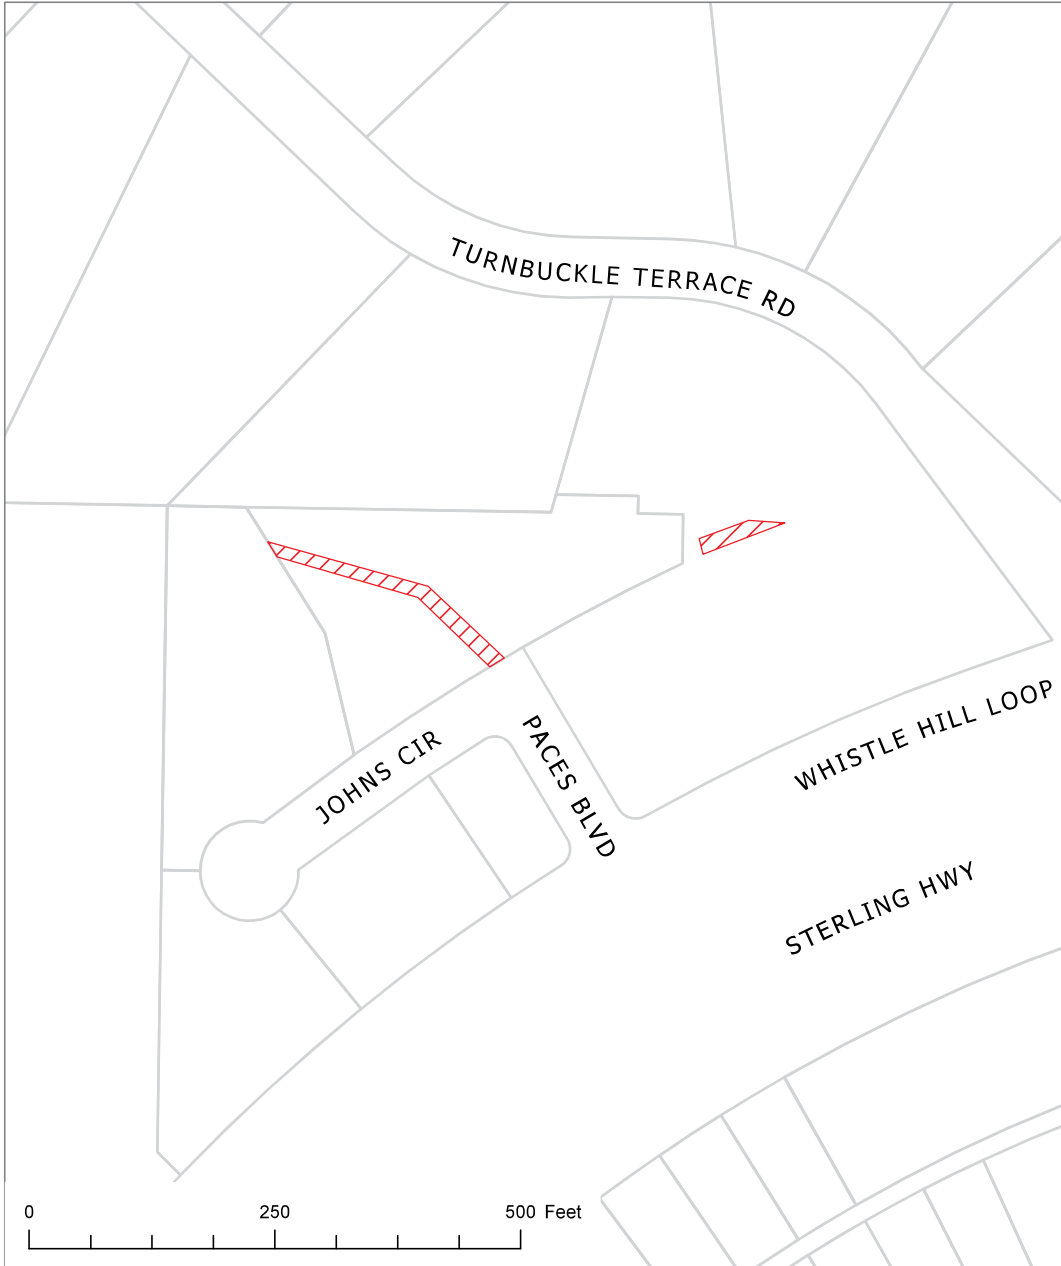 TURNBUCKLE TERRACE RD
WHISTLE HILL LOOP
JOHNS CIR
PACES BLVD
STERLING HWY
0 250 500 Feet